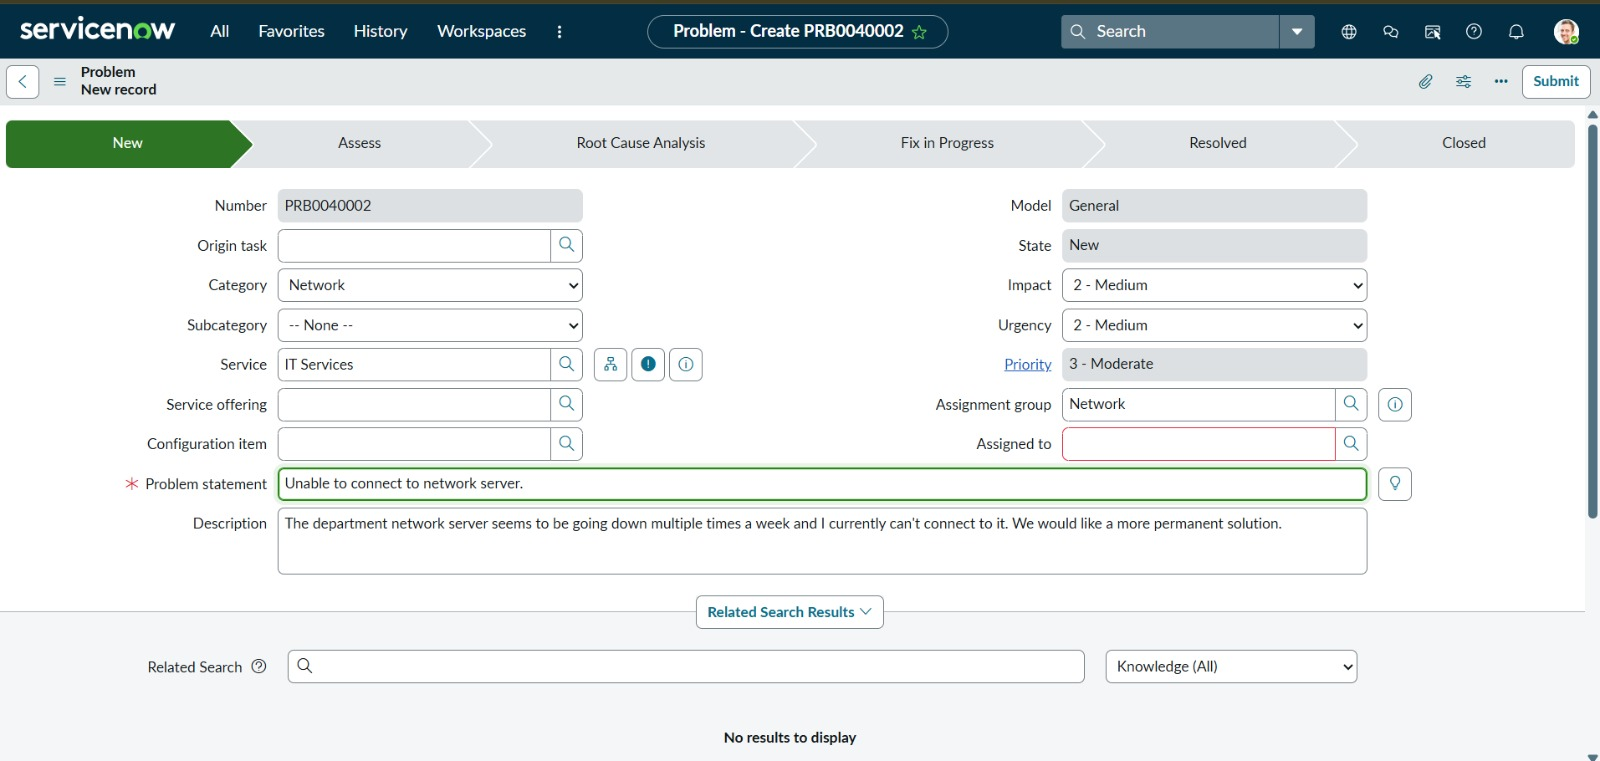 servicenow All Favorites History Workspaces Problem - Create PRB0040002 Search
Problem
New record
Submit
New Assess Root Cause Analysis Fix in Progress Resolved Closed
Number PRB0040002 Model General
Origin task State New
Category Network Impact 2 - Medium
Subcategory -- None -- Urgency 2 - Medium
Service IT Services Priority 3 - Moderate
Service offering Assignment group Network
Configuration item Assigned to
* Problem statement Unable to connect to network server.
Description The department network server seems to be going down multiple times a week and I currently can't connect to it. We would like a more permanent solution.
Related Search Results
Related Search Knowledge (All)
No results to display